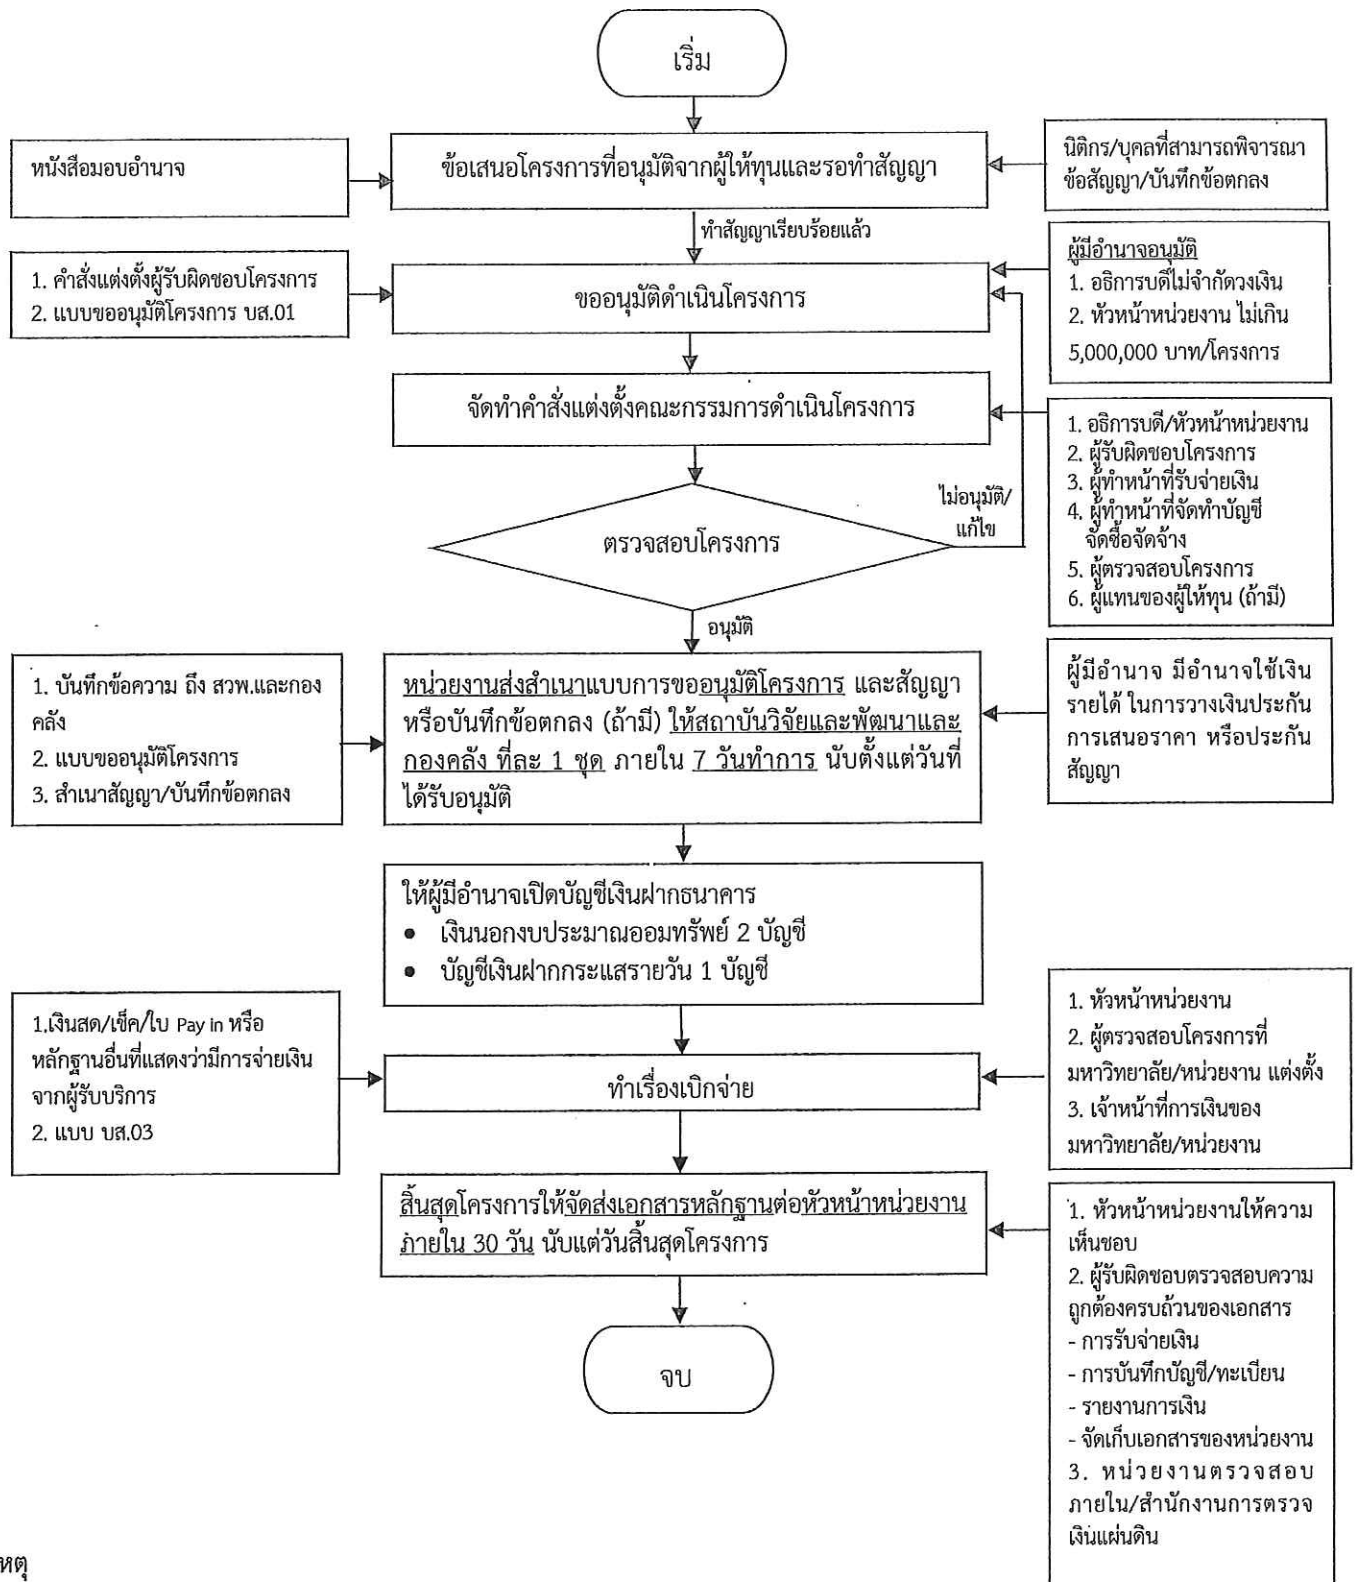 เริ่ม
หนังสือมอบอำนาจ
ข้อเสนอโครงการที่อนุมัติจากผู้ให้ทุนและรอทำสัญญา
นิติกร/บุคลที่สามารถพิจารณา
ข้อสัญญา/บันทึกข้อตกลง
ทำสัญญาเรียบร้อยแล้ว
1. คำสั่งแต่งตั้งผู้รับผิดชอบโครงการ
2. แบบขออนุมัติโครงการ บส.01
ขออนุมัติดำเนินโครงการ
ผู้มีอำนาจอนุมัติ
1. อธิการบดีไม่จำกัดวงเงิน
2. หัวหน้าหน่วยงาน ไม่เกิน
5,000,000 บาท/โครงการ
จัดทำคำสั่งแต่งตั้งคณะกรรมการดำเนินโครงการ
1. อธิการบดี/หัวหน้าหน่วยงาน
2. ผู้รับผิดชอบโครงการ
3. ผู้ทำหน้าที่รับจ่ายเงิน
4. ผู้ทำหน้าที่จัดทำบัญชี
จัดซื้อจัดจ้าง
5. ผู้ตรวจสอบโครงการ
6. ผู้แทนของผู้ให้ทุน (ถ้ามี)
ตรวจสอบโครงการ
ไม่อนุมัติ/
แก้ไข
อนุมัติ
1. บันทึกข้อความ ถึง สวพ.และกอง
คลัง
2. แบบขออนุมัติโครงการ
3. สำเนาสัญญา/บันทึกข้อตกลง
หน่วยงานส่งสำเนาแบบการขออนุมัติโครงการ และสัญญา
หรือบันทึกข้อตกลง (ถ้ามี) ให้สถาบันวิจัยและพัฒนาและ
กองคลัง ที่ละ 1 ชุด ภายใน 7 วันทำการ นับตั้งแต่วันที่
ได้รับอนุมัติ
ผู้มีอำนาจ มีอำนาจใช้เงิน
รายได้ ในการวางเงินประกัน
การเสนอราคา หรือประกัน
สัญญา
ให้ผู้มีอำนาจเปิดบัญชีเงินฝากธนาคาร
• เงินนอกงบประมาณออมทรัพย์ 2 บัญชี
• บัญชีเงินฝากกระแสรายวัน 1 บัญชี
1.เงินสด/เช็ค/ใบ Pay in หรือ
หลักฐานอื่นที่แสดงว่ามีการจ่ายเงิน
จากผู้รับบริการ
2. แบบ บส.03
ทำเรื่องเบิกจ่าย
1. หัวหน้าหน่วยงาน
2. ผู้ตรวจสอบโครงการที่
มหาวิทยาลัย/หน่วยงาน แต่งตั้ง
3. เจ้าหน้าที่การเงินของ
มหาวิทยาลัย/หน่วยงาน
สิ้นสุดโครงการให้จัดส่งเอกสารหลักฐานต่อหัวหน้าหน่วยงาน
ภายใน 30 วัน นับแต่วันสิ้นสุดโครงการ
1. หัวหน้าหน่วยงานให้ความ
เห็นชอบ
2. ผู้รับผิดชอบตรวจสอบความ
ถูกต้องครบถ้วนของเอกสาร
- การรับจ่ายเงิน
- การบันทึกบัญชี/ทะเบียน
- รายงานการเงิน
- จัดเก็บเอกสารของหน่วยงาน
3. หน่วยงานตรวจสอบ
ภายใน/สำนักงานการตรวจ
เงินแผ่นดิน
จบ
หตุ